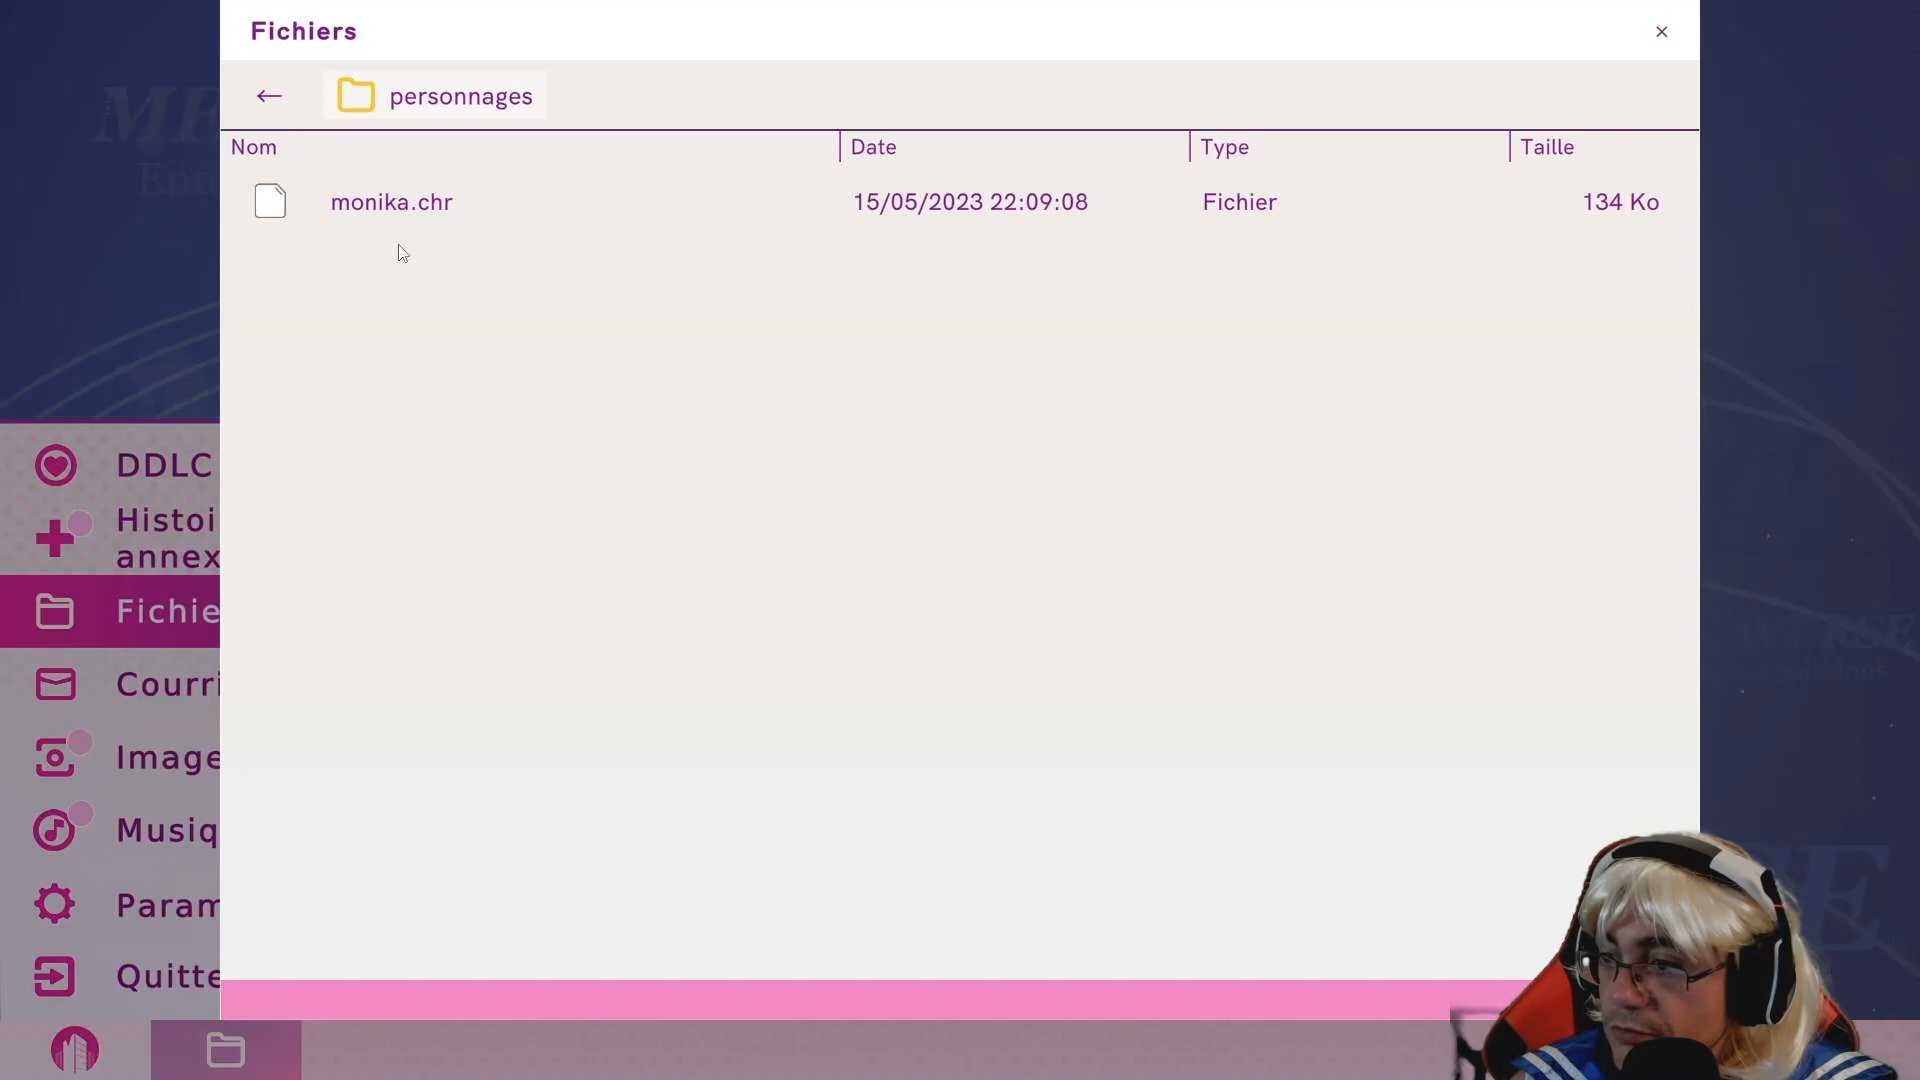 Fichiers
×
← personnages
Nom Date Type Taille
monika.chr 15/05/2023 22:09:08 Fichier 134 Ko
DDLC
Histoi
annex
Fichie
Courri
Image
Musiq
Param
Quitte